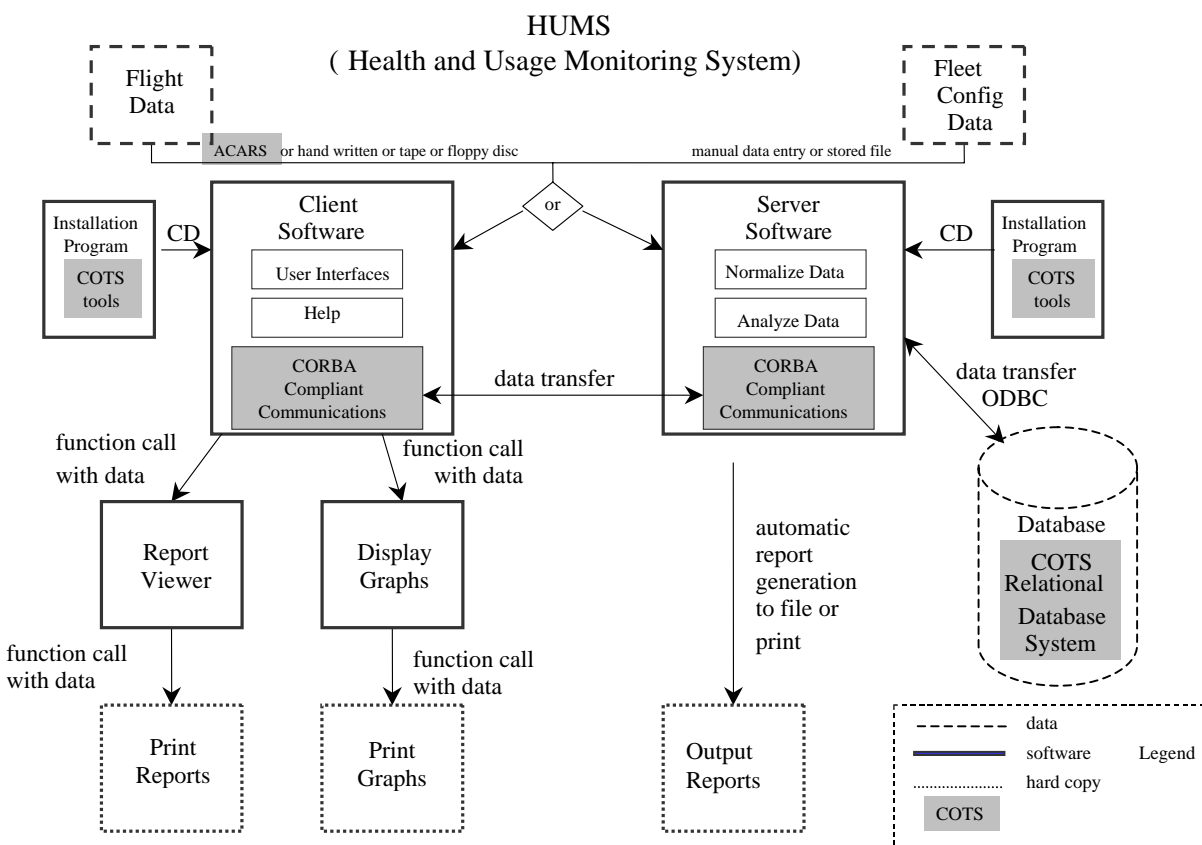 HUMS
( Health and Usage Monitoring System)
Flight
Data
Fleet
Config
Data
ACARS or hand written or tape or floppy disc
manual data entry or stored file
or
Installation
Program
COTS
tools
CD
Client
Software
User Interfaces
Help
CORBA
Compliant
Communications
data transfer
Server
Software
Normalize Data
Analyze Data
CORBA
Compliant
Communications
CD
Installation
Program
COTS
tools
data transfer
ODBC
function call
with data
function call
with data
Report
Viewer
Display
Graphs
automatic
report
generation
to file or
print
Database
COTS
Relational
Database
System
function call
with data
function call
with data
Print
Reports
Print
Graphs
Output
Reports
data
software
Legend
hard copy
COTS